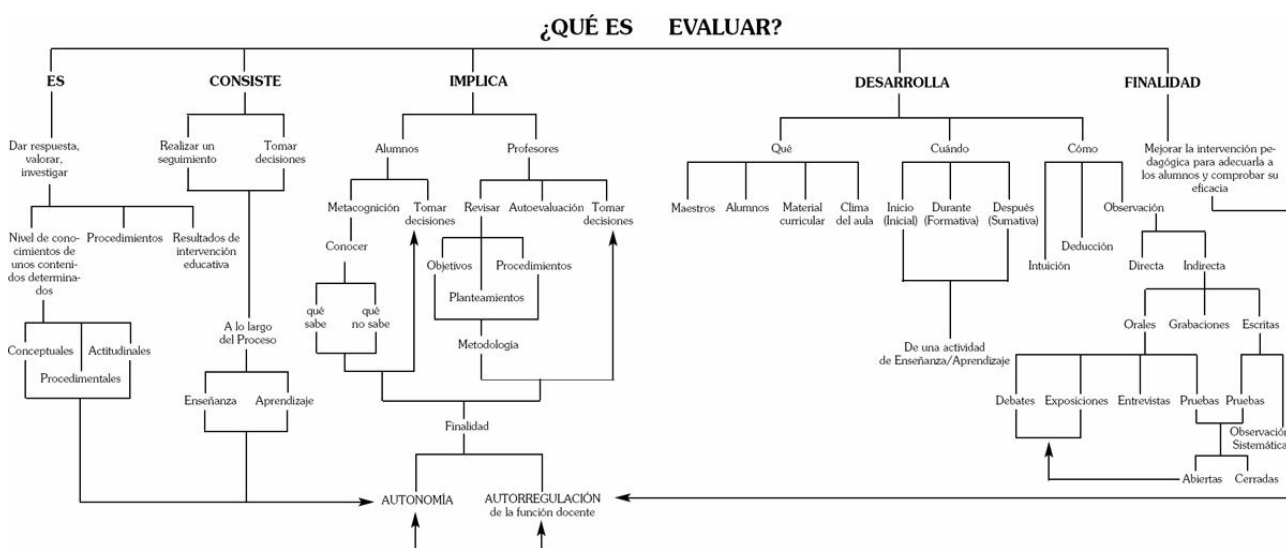 ¿QUÉ ES EVALUAR?
ES
CONSISTE
IMPLICA
DESARROLLA
FINALIDAD
Dar respuesta,
valorar,
investigar
Realizar un
seguimiento
Tomar
decisiones
Alumnos
Profesores
Qué
Cuándo
Cómo
Mejorar la intervención pe-
dagógica para adecuarla a
los alumnos y comprobar su
eficacia
Nivel de cono-
cimientos de
unos conteni-
dos determina-
dos
Procedimientos
Resultados de
intervención
educativa
Metacognición
Tomar
decisiones
Revisar
Autoevaluación
Tomar
decisiones
Maestros
Alumnos
Material
curricular
Clima
del aula
Inicio
(Inicial)
Durante
(Formativa)
Después
(Sumativa)
Observación
Conocer
Objetivos
Procedimientos
Planteamientos
Intuición
Deducción
Directa
Indirecta
qué
sabe
qué
no sabe
A lo largo
del Proceso
Metodología
Orales
Grabaciones
Escritas
Conceptuales
Actitudinales
Procedimentales
De una actividad
de Enseñanza/Aprendizaje
Enseñanza
Aprendizaje
Debates
Exposiciones
Entrevistas
Pruebas
Pruebas
Finalidad
Observación
Sistemática
Abiertas
Cerradas
AUTONOMÍA
AUTORREGULACIÓN
de la función docente